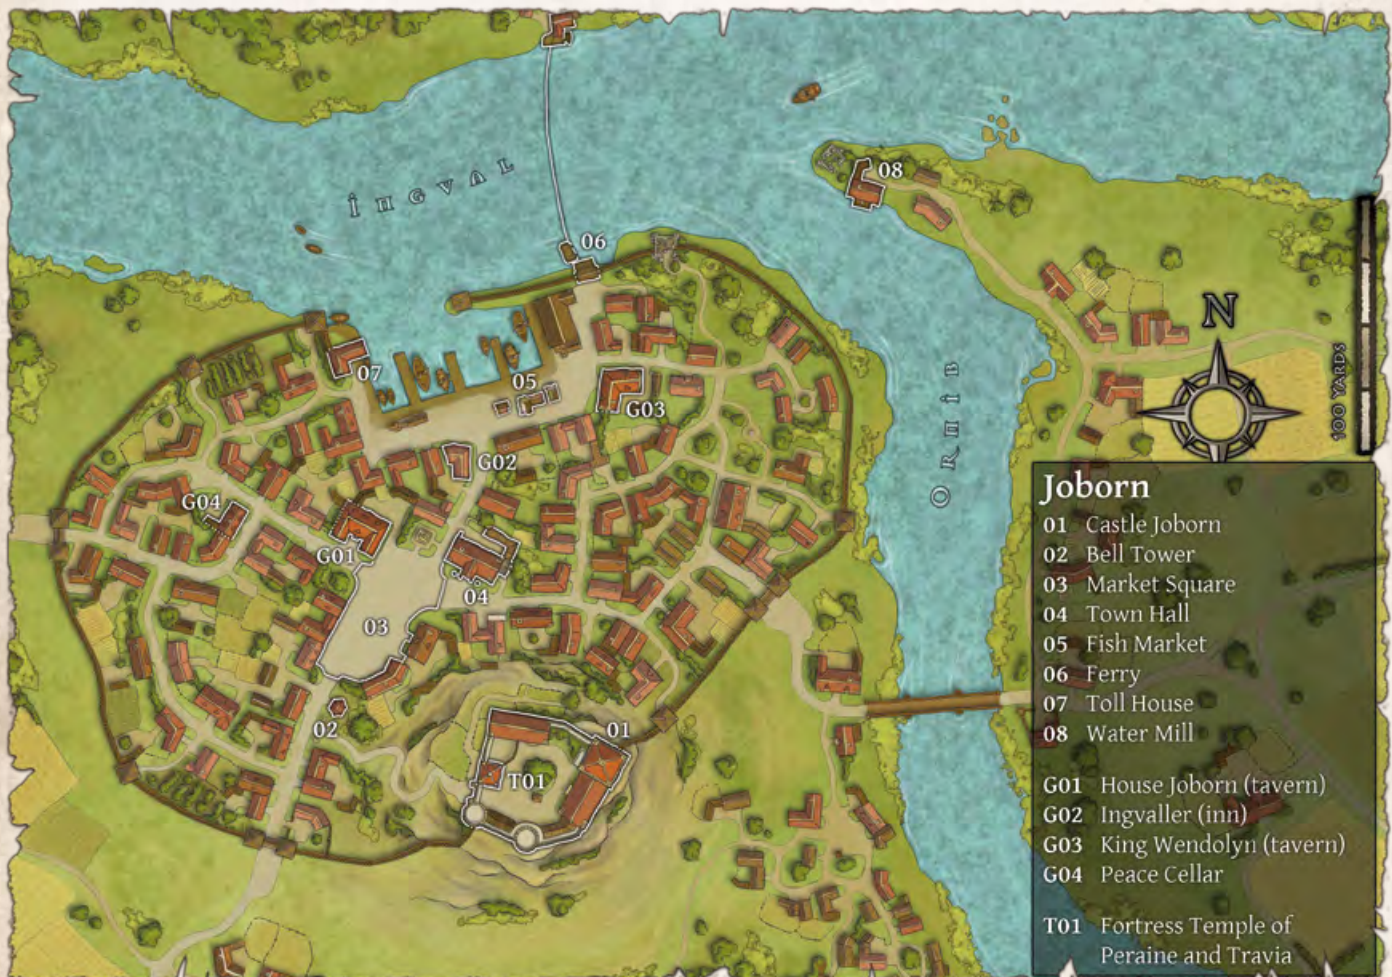 INGVAL
06
08
07
05
G03
G02
G04
G01
04
03
02
01
T01
ORNIB
N
100 YARDS
Joborn
01 Castle Joborn
02 Bell Tower
03 Market Square
04 Town Hall
05 Fish Market
06 Ferry
07 Toll House
08 Water Mill
G01 House Joborn (tavern)
G02 Ingvaller (inn)
G03 King Wendolyn (tavern)
G04 Peace Cellar
T01 Fortress Temple of
Peraine and Travia